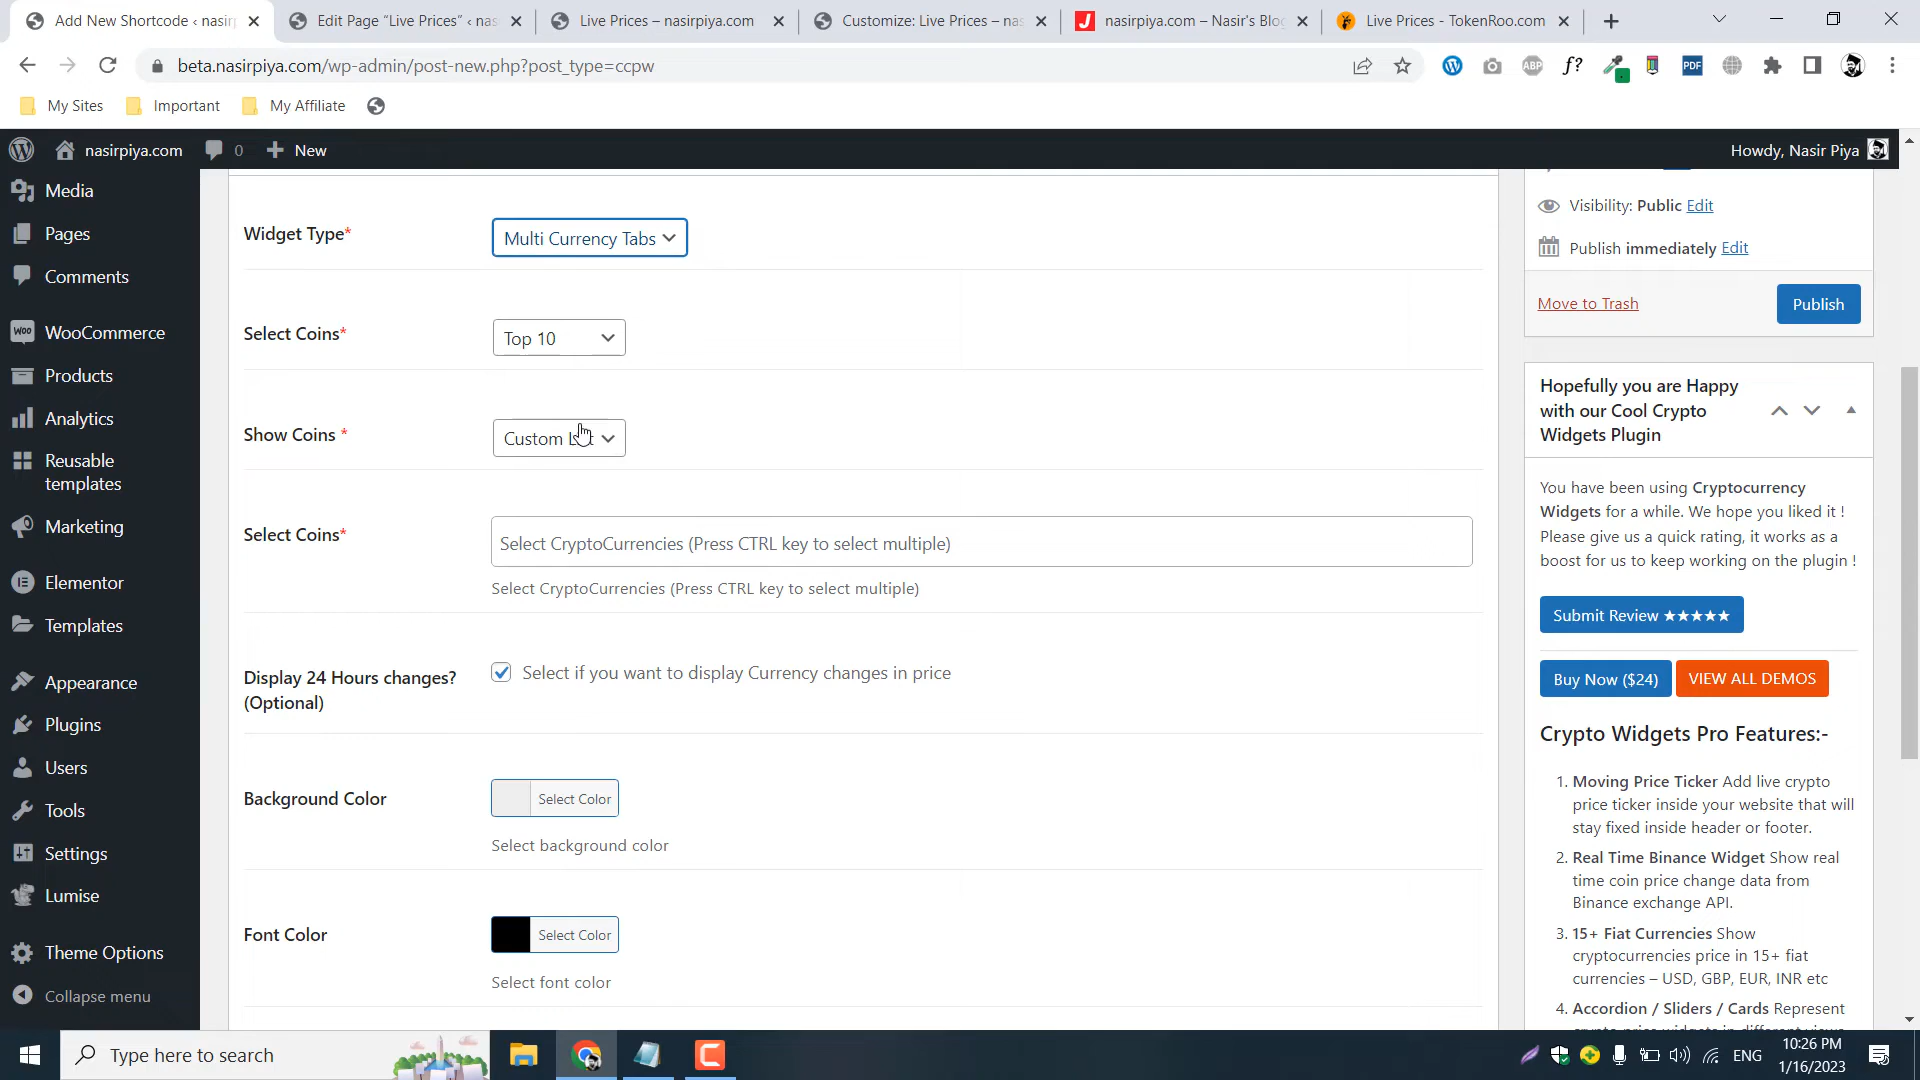 Add New Shortcode ‹ nasirp
Edit Page “Live Prices” ‹ nas
Live Prices – nasirpiya.com
Customize: Live Prices – nas
nasirpiya.com – Nasir's Blog
Live Prices - TokenRoo.com
beta.nasirpiya.com/wp-admin/post-new.php?post_type=ccpw
ABP
f?
PDF
My Sites
Important
My Affiliate
nasirpiya.com
0
New
Howdy, Nasir Piya
Media
Pages
Comments
WooCommerce
Products
Analytics
Reusable
templates
Marketing
Elementor
Templates
Appearance
Plugins
Users
Tools
Settings
Lumise
Theme Options
Collapse menu
Widget Type*
Multi Currency Tabs
Select Coins*
Top 10
Show Coins *
Custom
Select Coins*
Select CryptoCurrencies (Press CTRL key to select multiple)
Select CryptoCurrencies (Press CTRL key to select multiple)
Display 24 Hours changes?
(Optional)
Select if you want to display Currency changes in price
Background Color
Select Color
Select background color
Font Color
Select Color
Select font color
Visibility: Public Edit
Publish immediately Edit
Move to Trash
Publish
Hopefully you are Happy
with our Cool Crypto
Widgets Plugin
You have been using Cryptocurrency
Widgets for a while. We hope you liked it !
Please give us a quick rating, it works as a
boost for us to keep working on the plugin !
Submit Review ★★★★★
Buy Now ($24)
VIEW ALL DEMOS
Crypto Widgets Pro Features:-
1. Moving Price Ticker Add live crypto
price ticker inside your website that will
stay fixed inside header or footer.
2. Real Time Binance Widget Show real
time coin price change data from
Binance exchange API.
3. 15+ Fiat Currencies Show
cryptocurrencies price in 15+ fiat
currencies – USD, GBP, EUR, INR etc
4. Accordion / Sliders / Cards Represent
Type here to search
ENG
10:26 PM
1/16/2023